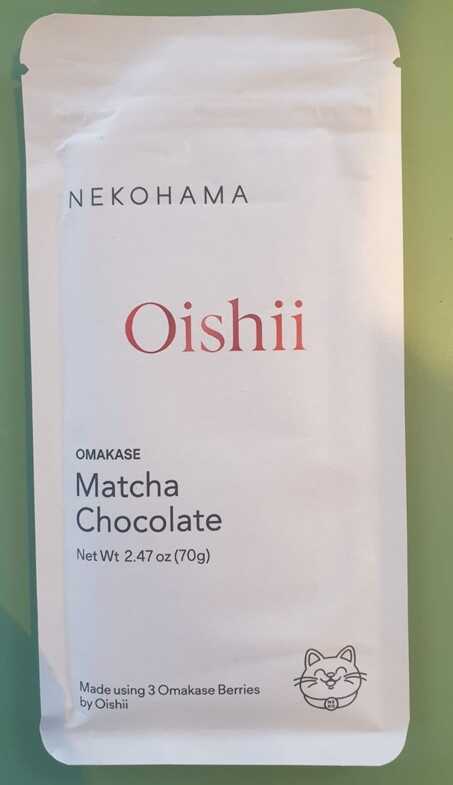 NEKOHAMA
Oishii
OMAKASE
Matcha
Chocolate
Net Wt 2.47 oz (70g)
Made using 3 Omakase Berries
by Oishii